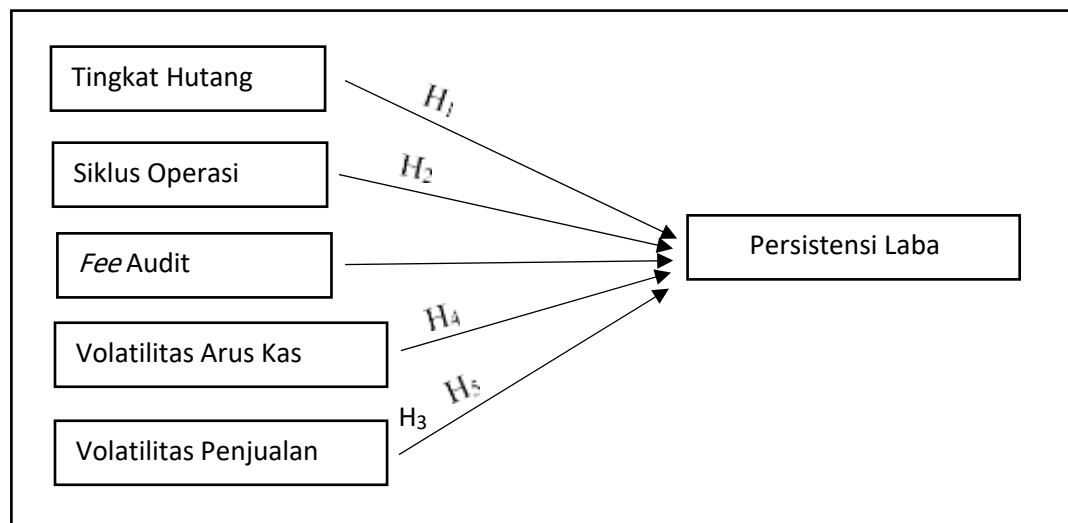 Tingkat Hutang
H1
Siklus Operasi
H2
Persistensi Laba
Fee Audit
H4
Volatilitas Arus Kas
H5
H3
Volatilitas Penjualan